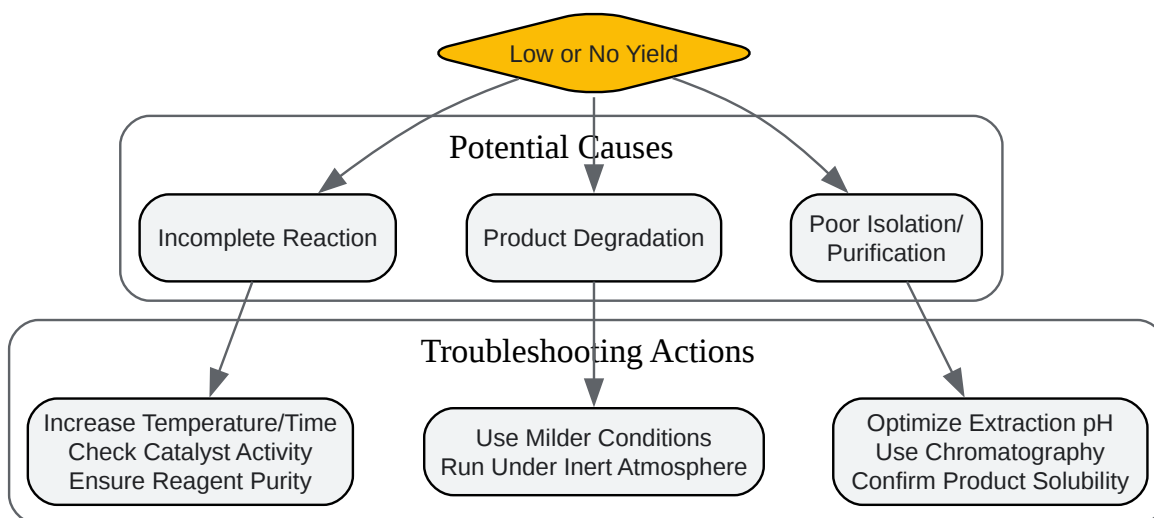 Low or No Yield
Potential Causes
Incomplete Reaction
Product Degradation
Poor Isolation/
Purification
Troubleshooting Actions
Increase Temperature/Time
Check Catalyst Activity
Ensure Reagent Purity
Use Milder Conditions
Run Under Inert Atmosphere
Optimize Extraction pH
Use Chromatography
Confirm Product Solubility